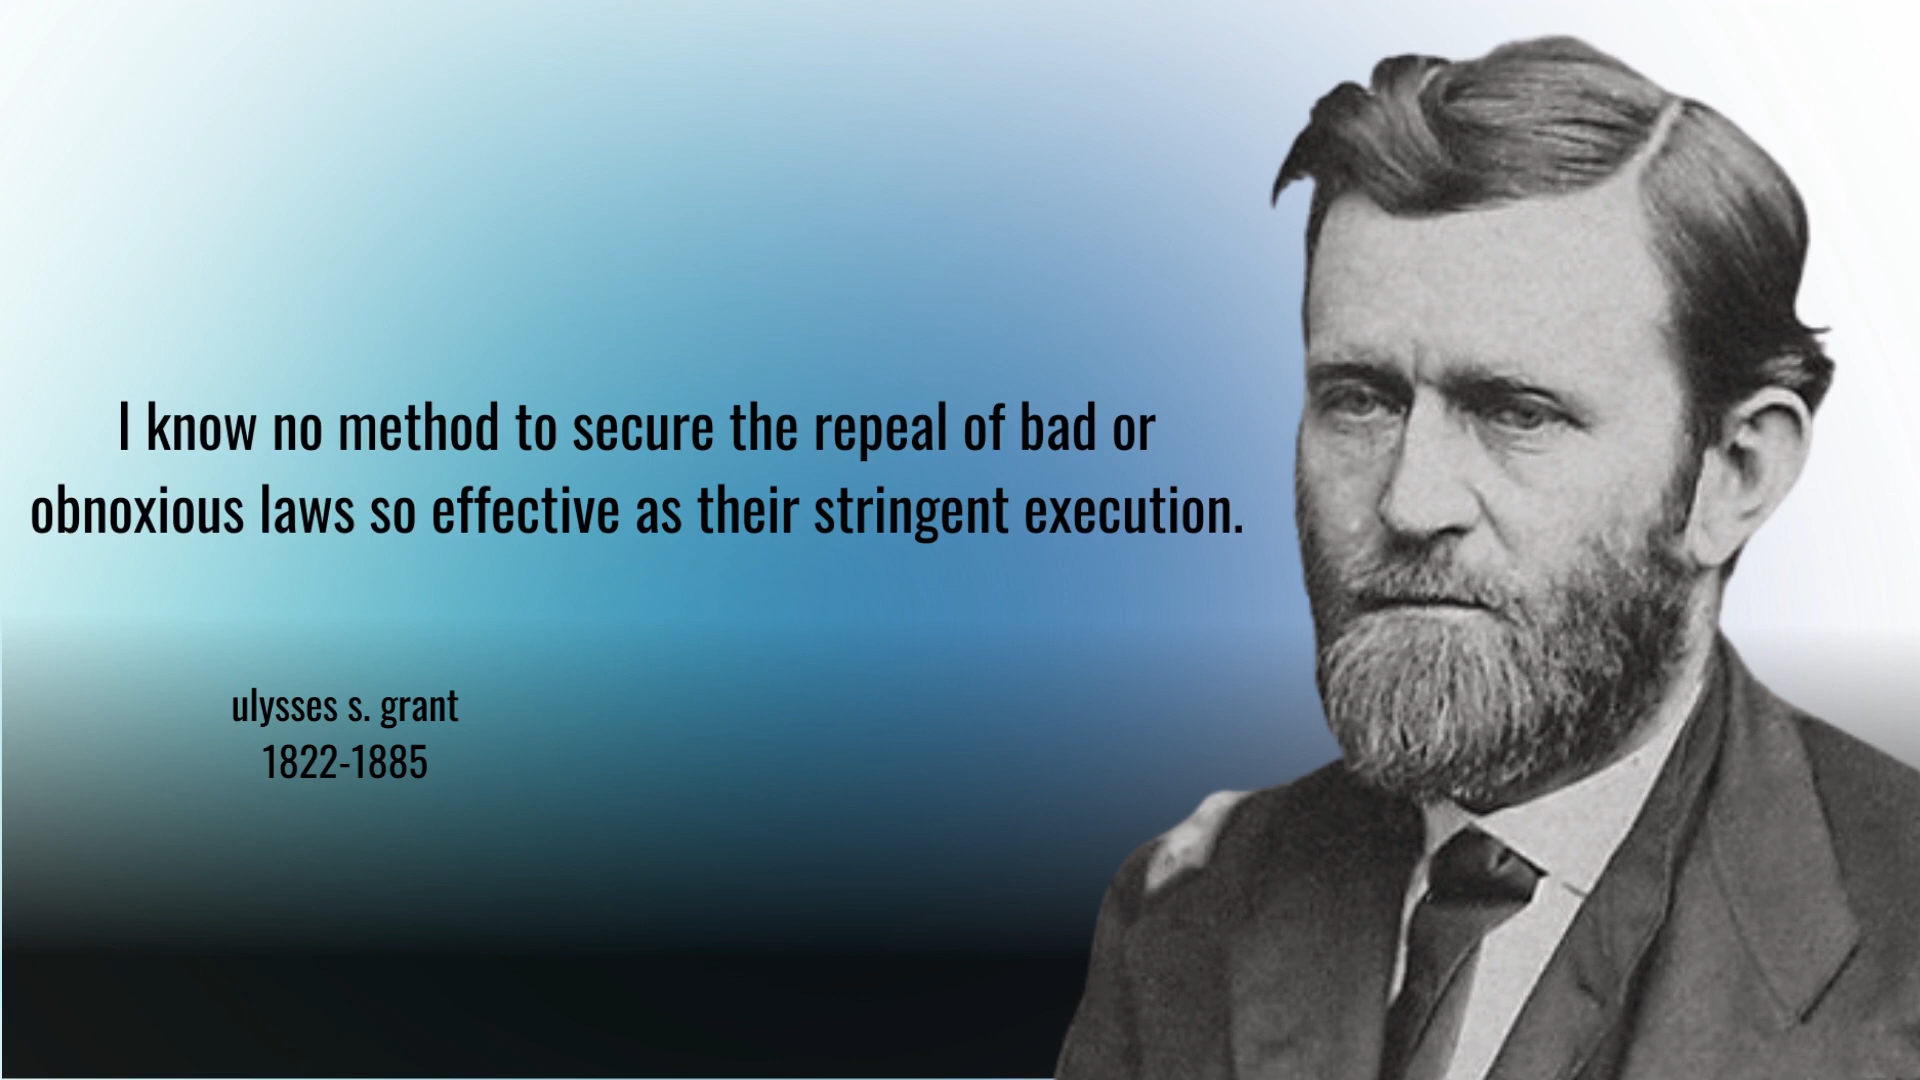 I know no method to secure the repeal of bad or
obnoxious laws so effective as their stringent execution.
ulysses s. grant
1822-1885